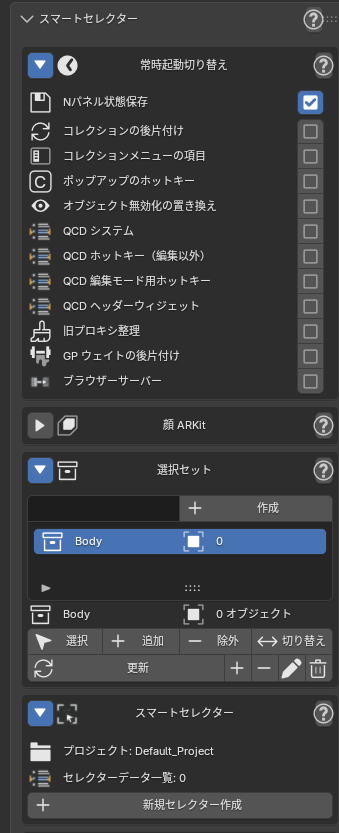 スマートセレクター
常時起動切り替え
Nパネル状態保存
コレクションの後片付け
コレクションメニューの項目
C ポップアップのホットキー
オブジェクト無効化の置き換え
QCD システム
QCD ホットキー（編集以外）
QCD 編集モード用ホットキー
QCD ヘッダーウィジェット
旧プロキシ整理
GP ウェイトの後片付け
ブラウザーサーバー
顔 ARKit
選択セット
作成
Body 0
Body 0 オブジェクト
選択 追加 除外 切り替え
更新
スマートセレクター
プロジェクト: Default_Project
セレクターデータ一覧: 0
新規セレクター作成